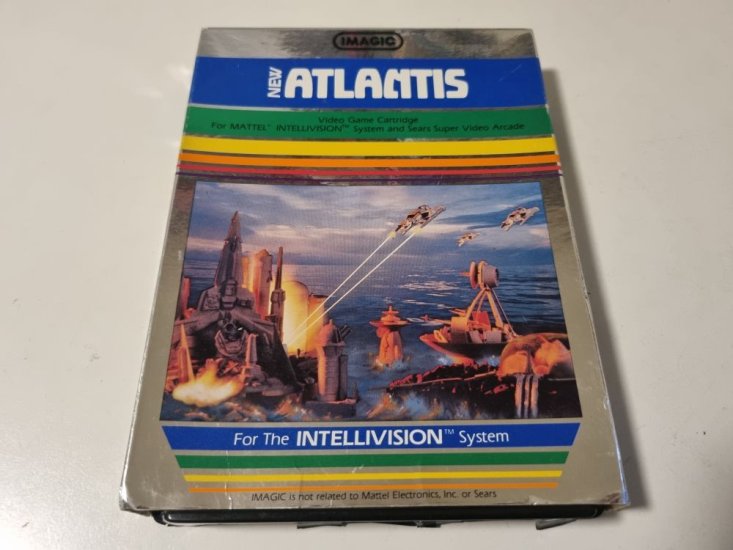 IMAGIC
NEW ATLANTIS
Video Game Cartridge
For MATTEL® INTELLIVISION™ System and Sears Super Video Arcade
For The INTELLIVISION™ System
IMAGIC is not related to Mattel Electronics, Inc. or Sears